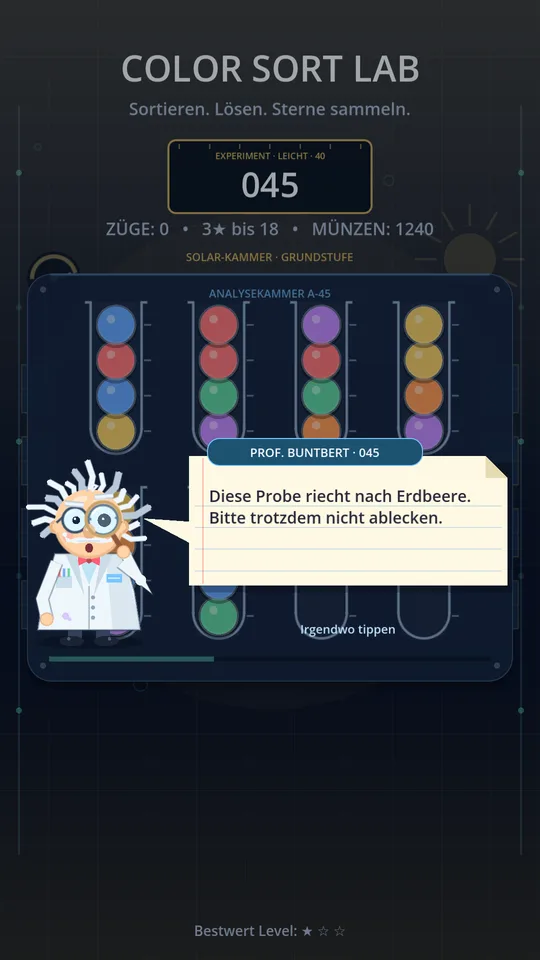 COLOR SORT LAB
Sortieren. Lösen. Sterne sammeln.
EXPERIMENT · LEICHT · 40
045
ZÜGE: 0 • 3★ bis 18 • MÜNZEN: 1240
SOLAR-KAMMER · GRUNDSTUFE
ANALYSEKAMMER A-45
PROF. BUNTBERT · 045
Diese Probe riecht nach Erdbeere.
Bitte trotzdem nicht ablecken.
Irgendwo tippen
Bestwert Level: ★ ☆ ☆